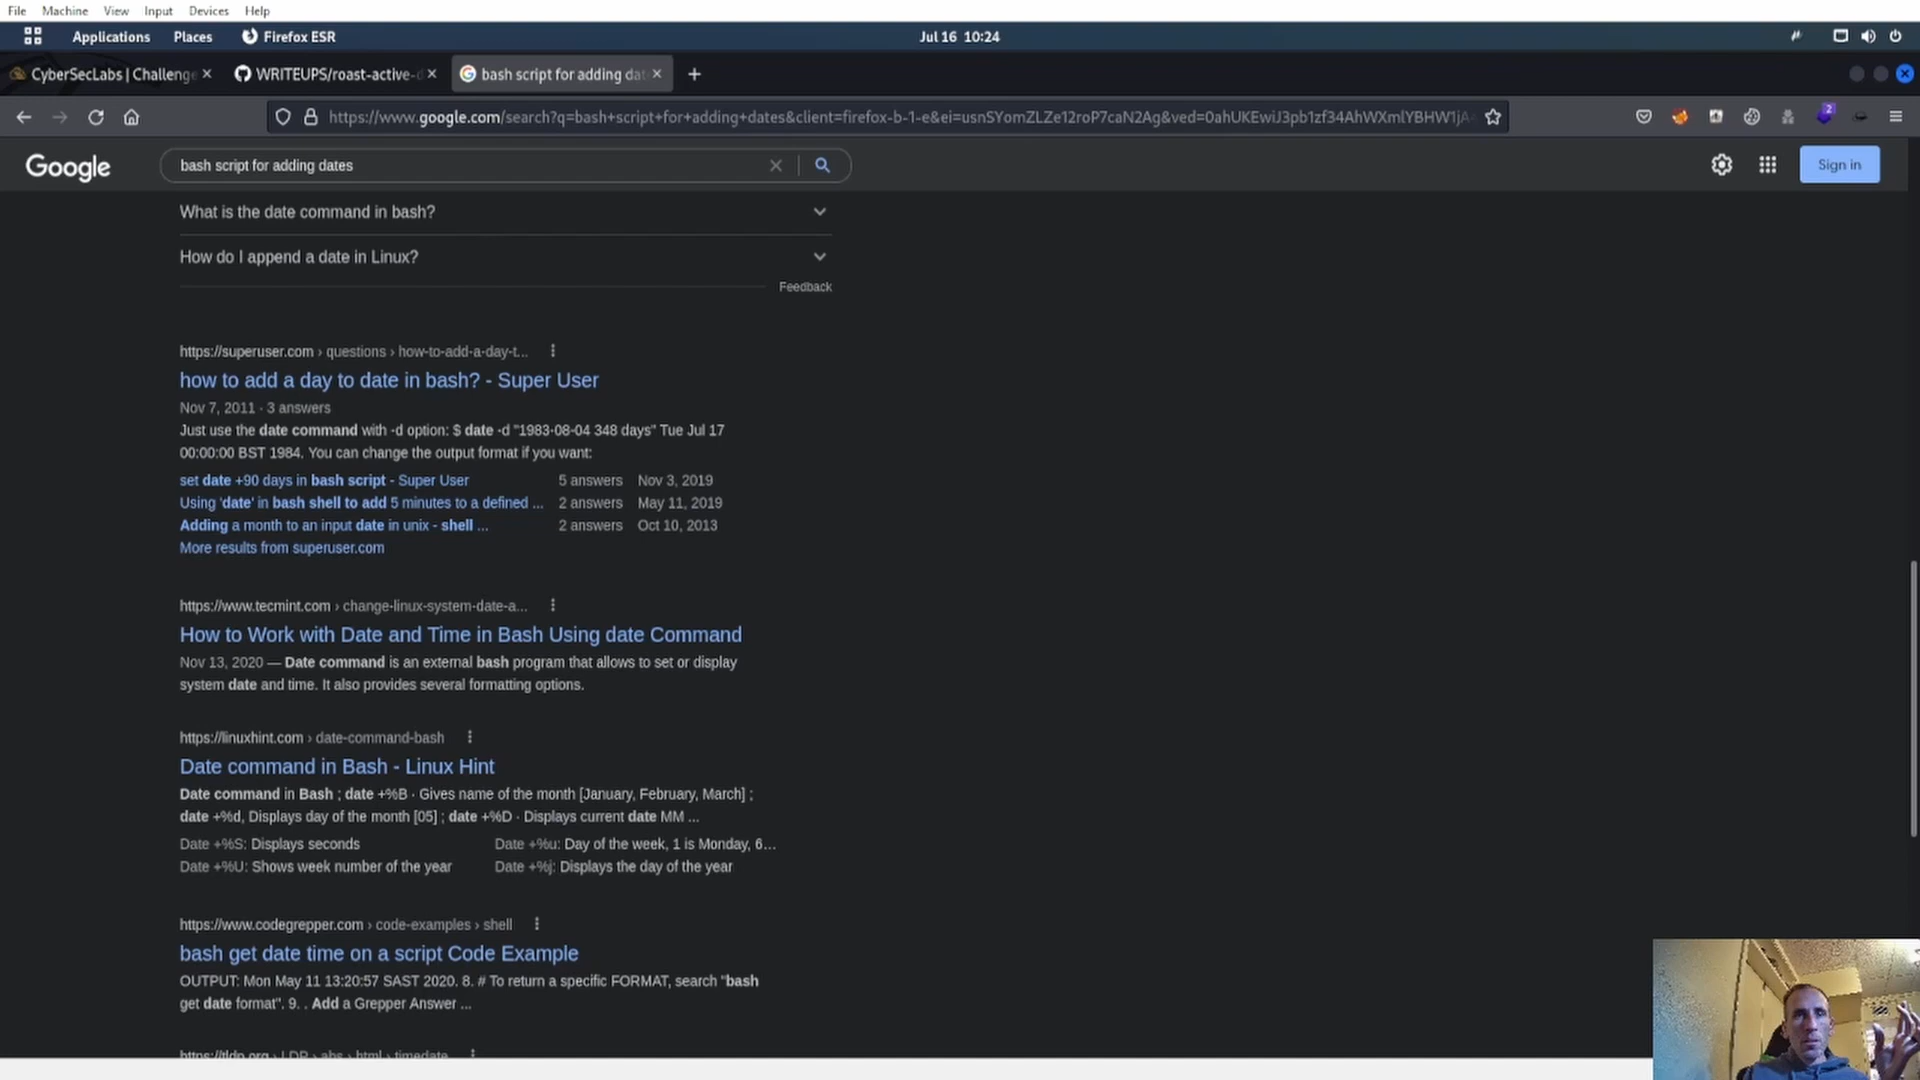 File Machine View Input Devices Help
Applications Places Firefox ESR Jul 16 10:24
CyberSecLabs | Challenge WRITEUPS/roast-active- bash script for adding dat
https://www.google.com/search?q=bash+script+for+adding+dates&client=firefox-b-1-e&ei=usnSYomZLZe12roP7caN2Ag&ved=0ahUKEwiJ3pb1zf34AhWXmlYBHW1jA 2
Google bash script for adding dates Sign in
What is the date command in bash?
How do I append a date in Linux?
Feedback
https://superuser.com › questions › how-to-add-a-day-t...
how to add a day to date in bash? - Super User
Nov 7, 2011 · 3 answers
Just use the date command with -d option: $ date -d "1983-08-04 348 days" Tue Jul 17
00:00:00 BST 1984. You can change the output format if you want:
set date +90 days in bash script - Super User 5 answers Nov 3, 2019
Using 'date' in bash shell to add 5 minutes to a defined ... 2 answers May 11, 2019
Adding a month to an input date in unix - shell ... 2 answers Oct 10, 2013
More results from superuser.com
https://www.tecmint.com › change-linux-system-date-a...
How to Work with Date and Time in Bash Using date Command
Nov 13, 2020 — Date command is an external bash program that allows to set or display
system date and time. It also provides several formatting options.
https://linuxhint.com › date-command-bash
Date command in Bash - Linux Hint
Date command in Bash ; date +%B · Gives name of the month [January, February, March] ;
date +%d, Displays day of the month [05] ; date +%D · Displays current date MM ...
Date +%S: Displays seconds Date +%u: Day of the week, 1 is Monday, 6...
Date +%U: Shows week number of the year Date +%j: Displays the day of the year
https://www.codegrepper.com › code-examples › shell
bash get date time on a script Code Example
OUTPUT: Mon May 11 13:20:57 SAST 2020. 8. # To return a specific FORMAT, search "bash
get date format". 9. . Add a Grepper Answer ...
https://tldp.org › LDP › abs › html › timedate